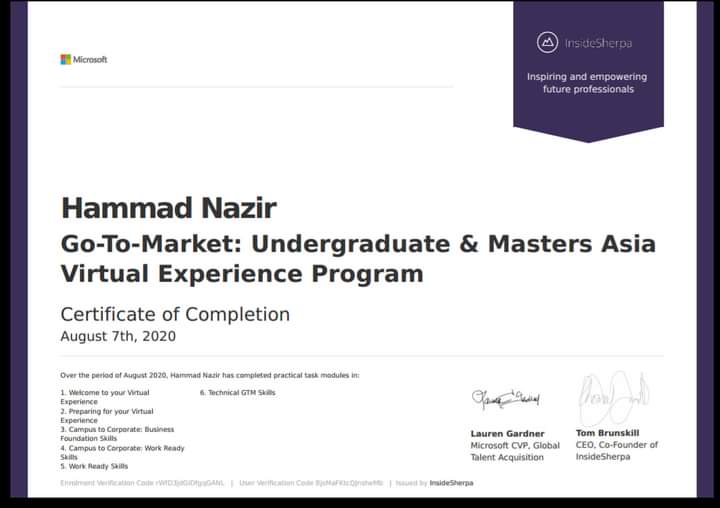 Microsoft
InsideSherpa
Inspiring and empowering
future professionals
Hammad Nazir
Go-To-Market: Undergraduate & Masters Asia
Virtual Experience Program
Certificate of Completion
August 7th, 2020
Over the period of August 2020, Hammad Nazir has completed practical task modules in:
1. Welcome to your Virtual
Experience
2. Preparing for your Virtual
Experience
3. Campus to Corporate: Business
Foundation Skills
4. Campus to Corporate: Work Ready
Skills
5. Work Ready Skills
6. Technical GTM Skills
Lauren Gardner
Microsoft CVP, Global
Talent Acquisition
Tom Brunskill
CEO, Co-Founder of
InsideSherpa
Enrolment Verification Code | User Verification Code | Issued by InsideSherpa